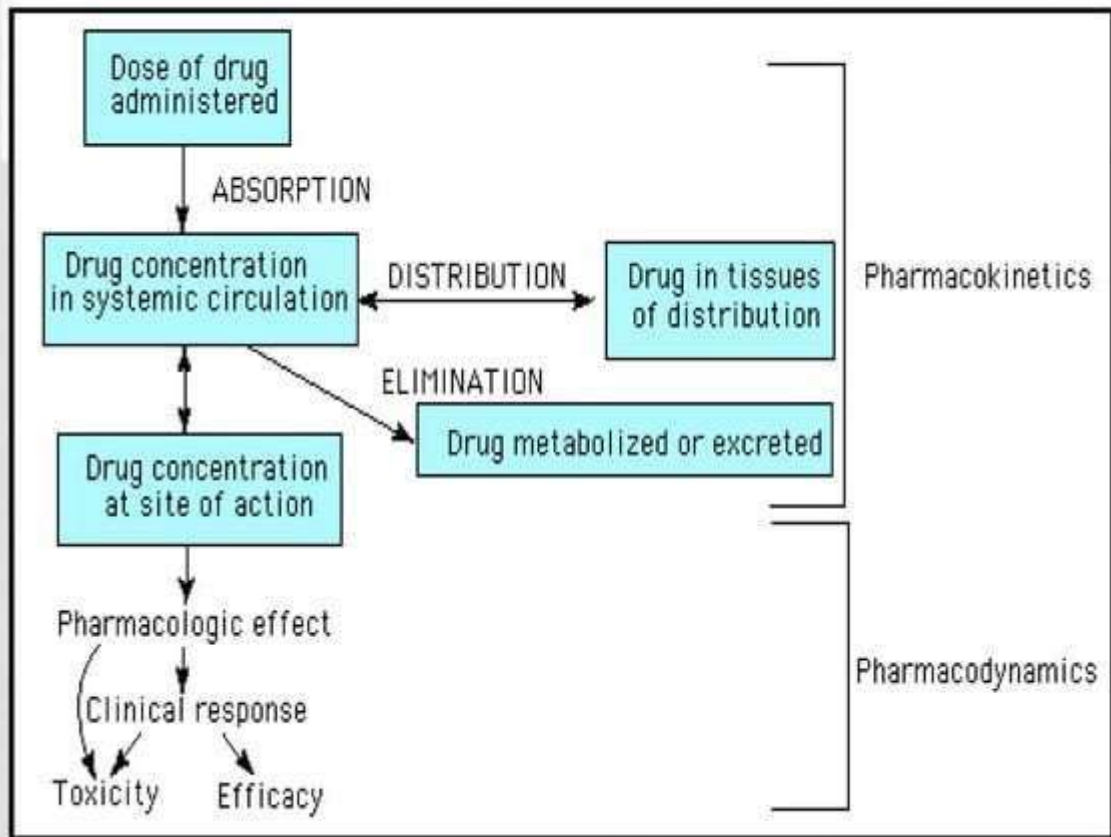 Dose of drug
administered
ABSORPTION
Drug concentration
in systemic circulation
DISTRIBUTION
Drug in tissues
of distribution
Pharmacokinetics
ELIMINATION
Drug metabolized or excreted
Drug concentration
at site of action
Pharmacologic effect
Clinical response
Toxicity
Efficacy
Pharmacodynamics